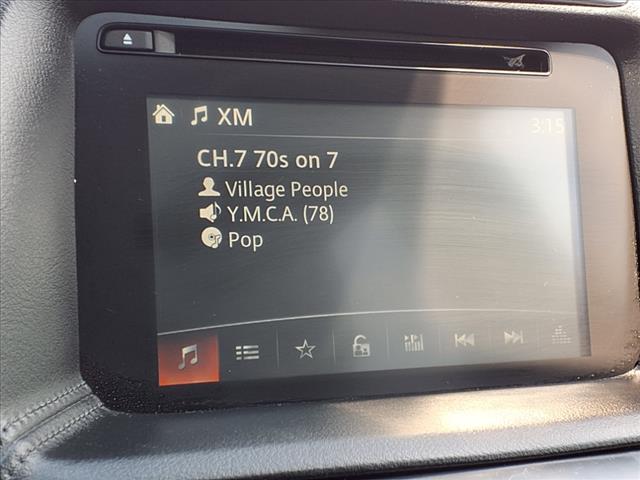 XM
3:15
CH.7 70s on 7
Village People
Y.M.C.A. (78)
Pop